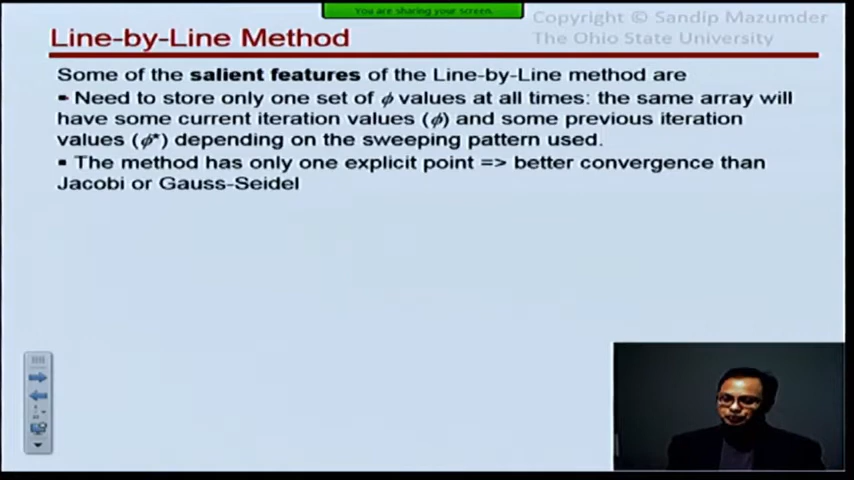 You are sharing your screen.
Copyright © Sandip Mazumder
The Ohio State University
Line-by-Line Method
Some of the salient features of the Line-by-Line method are
▪ Need to store only one set of ϕ values at all times: the same array will
have some current iteration values (ϕ) and some previous iteration
values (ϕ*) depending on the sweeping pattern used.
▪ The method has only one explicit point => better convergence than
Jacobi or Gauss-Seidel